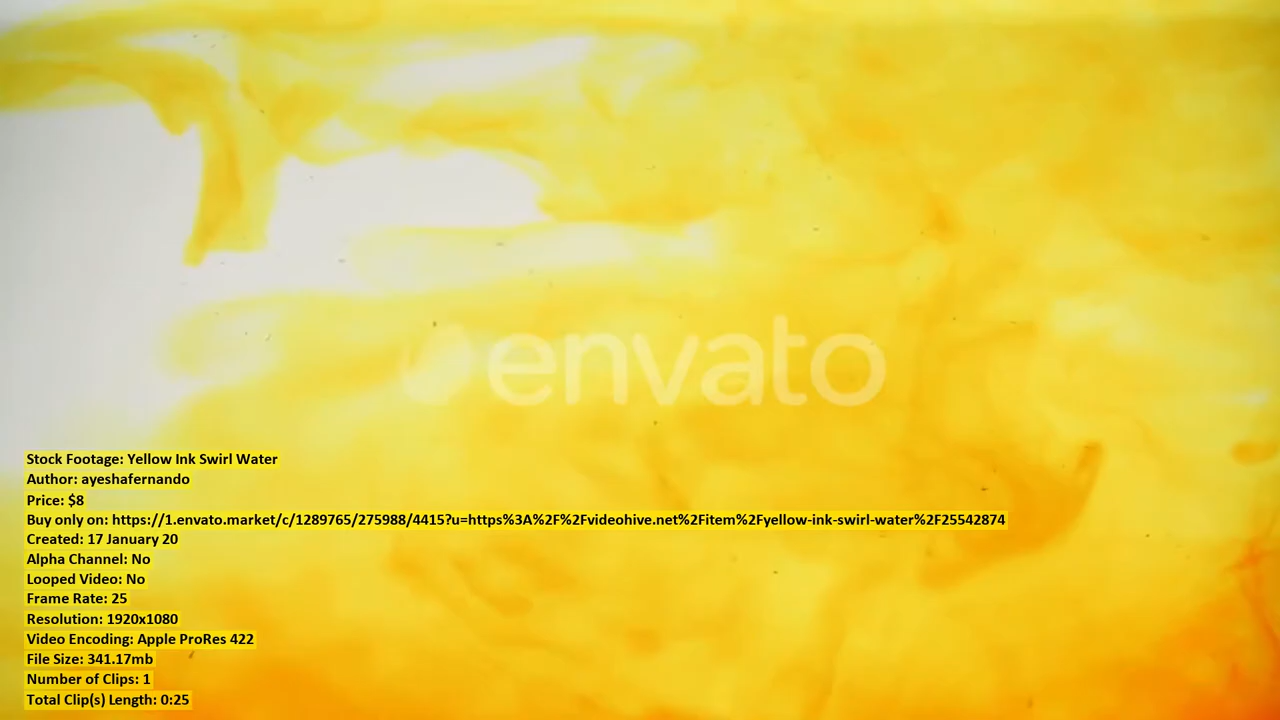 envato
Stock Footage: Yellow Ink Swirl Water
Author: ayeshafernando
Price: $8
Buy only on: https://1.envato.market/c/1289765/275988/4415?u=https%3A%2F%2Fvideohive.net%2Fitem%2Fyellow-ink-swirl-water%2F25542874
Created: 17 January 20
Alpha Channel: No
Looped Video: No
Frame Rate: 25
Resolution: 1920x1080
Video Encoding: Apple ProRes 422
File Size: 341.17mb
Number of Clips: 1
Total Clip(s) Length: 0:25